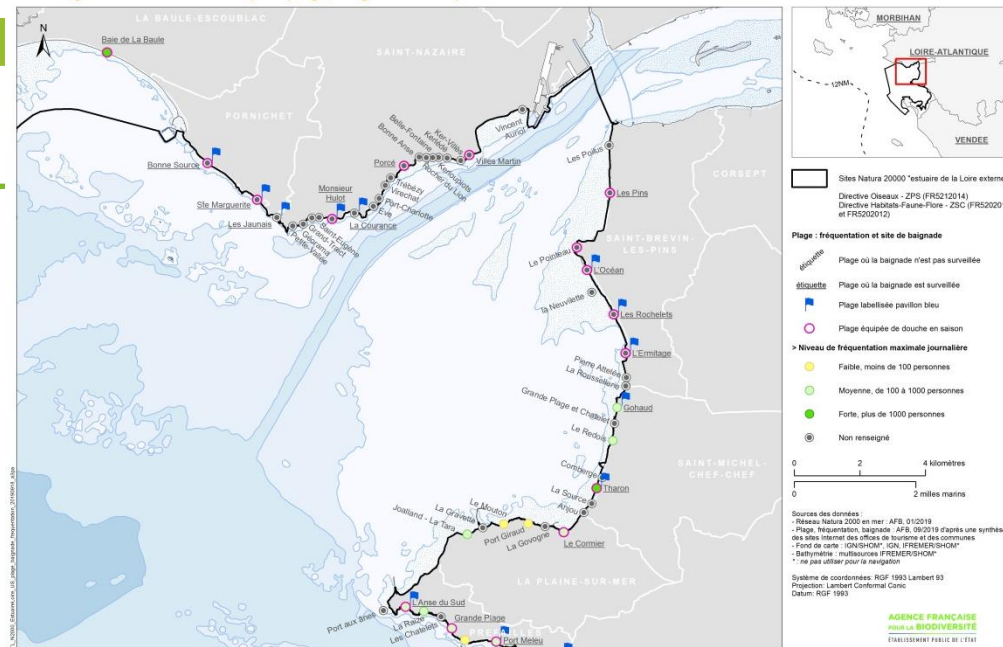 LA BAULE-ESCOUBLAC
N
Baie de La Baule
SAINT-NAZAIRE
PORNICHET
Bonne Source
Ste Marguerite
Les Jaunais
Petite-Vallée
Géorama
Grand-Traict
Saint-Eugène
Monsieur
Hulot
La Courance
Eve
Port-Charlotte
Virechat
Trébézy
Porcé
Bonne Anse
Belle-Fontaine
Kerlédé
Ker-Villès
Rocher du Lion
Kerloupiots
Villès Martin
Vincent
Auriol
Les Poilus
CORSEPT
Les Pins
SAINT-BREVIN-
LES-PINS
Le Pointeau
L'Océan
la Neuvilette
Les Rochelets
L'Ermitage
Pierre Attelée
La Roussellerie
Gohaud
Grande Plage et Chatelet
Le Redois
SAINT-MICHEL-
CHEF-CHEF
Comberge
Tharon
La Source
Anjou
Le Cormier
La Govogne
Port Giraud
Le Mouton
La Gravette
Joalland - La Tara
LA PLAINE-SUR-MER
L'Anse du Sud
Port aux ânes
La Raize
Les Chatelets
Grande Plage
Port Meleu
MORBIHAN
LOIRE-ATLANTIQUE
12NM
VENDEE
Sites Natura 20000 "estuaire de la Loire externe
Directive Oiseaux - ZPS (FR5212014)
Directive Habitats-Faune-Flore - ZSC (FR52020
et FR5202012)
Plage : fréquentation et site de baignade
étiquette Plage où la baignade n'est pas surveillée
étiquette Plage où la baignade est surveillée
Plage labellisée pavillon bleu
Plage équipée de douche en saison
> Niveau de fréquentation maximale journalière
Faible, moins de 100 personnes
Moyenne, de 100 à 1000 personnes
Forte, plus de 1000 personnes
Non renseigné
0 2 4 kilomètres
0 2 milles marins
Sources des données :
- Réseau Natura 2000 en mer : AFB, 01/2019
- Plage, fréquentation, baignade : AFB, 09/2019 d'après une synthèse
des sites Internet des offices de tourisme et des communes
- Fond de carte : IGN/SHOM*, IGN, IFREMER/SHOM*
- Bathymétrie : multisources IFREMER/SHOM*
* : ne pas utiliser pour la navigation
Système de coordonnées: RGF 1993 Lambert 93
Projection: Lambert Conformal Conic
Datum: RGF 1993
AGENCE FRANÇAISE
POUR LA BIODIVERSITÉ
ÉTABLISSEMENT PUBLIC DE L'ÉTAT